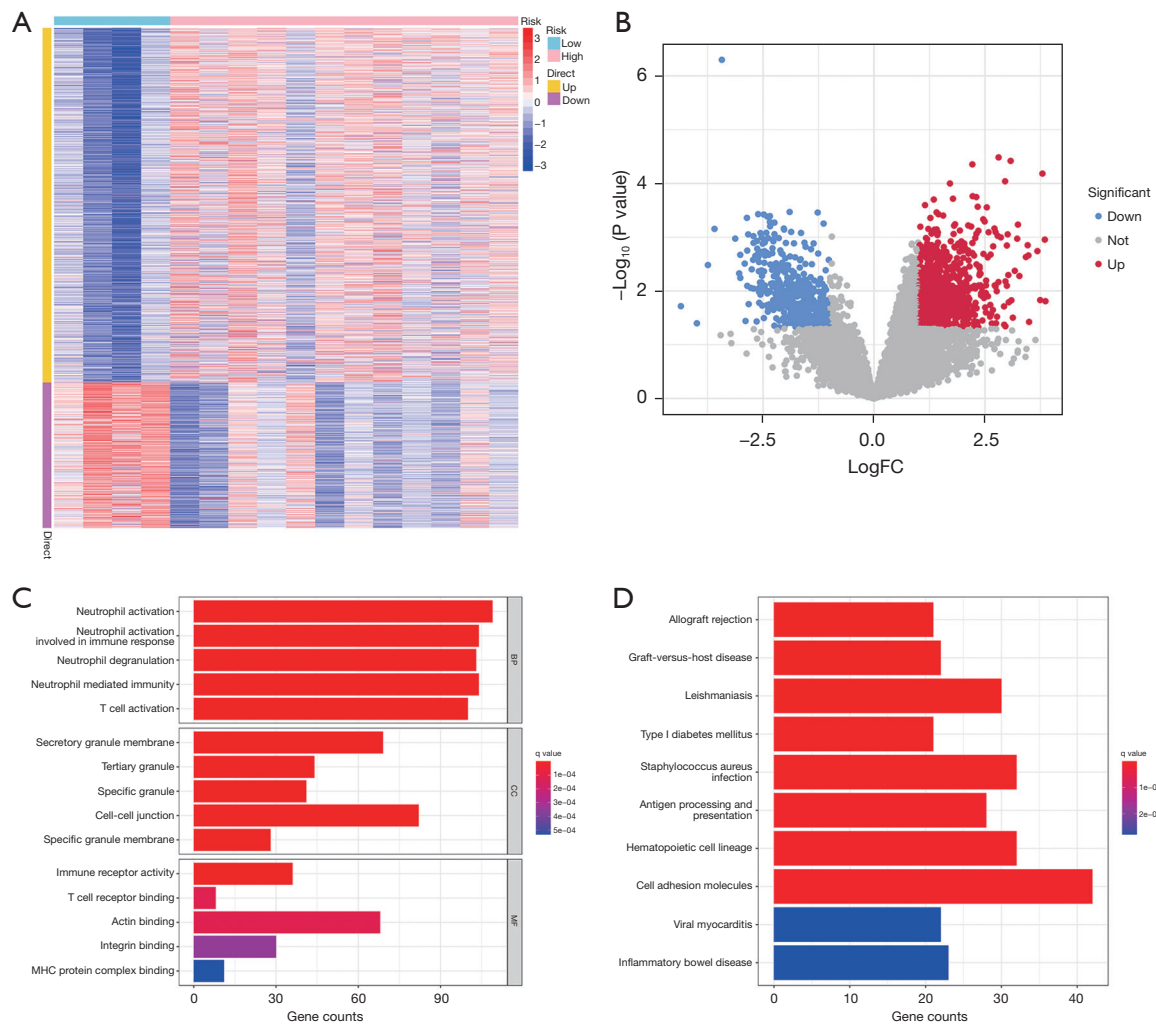 A
Risk
3
2
1
0
−1
−2
−3
Risk
Low
High
Direct
Up
Down
Direct
B
−Log10 (P value)
6
4
2
0
−2.5
0.0
2.5
LogFC
Significant
Down
Not
Up
C
Neutrophil activation
Neutrophil activation
involved in immune response
Neutrophil degranulation
Neutrophil mediated immunity
T cell activation
BP
Secretory granule membrane
Tertiary granule
Specific granule
Cell-cell junction
Specific granule membrane
CC
Immune receptor activity
T cell receptor binding
Actin binding
Integrin binding
MHC protein complex binding
MF
0
30
60
90
Gene counts
q value
1e-04
2e-04
3e-04
4e-04
5e-04
D
Allograft rejection
Graft-versus-host disease
Leishmaniasis
Type I diabetes mellitus
Staphylococcus aureus
infection
Antigen processing and
presentation
Hematopoietic cell lineage
Cell adhesion molecules
Viral myocarditis
Inflammatory bowel disease
0
10
20
30
40
Gene counts
q value
1e-0
2e-0